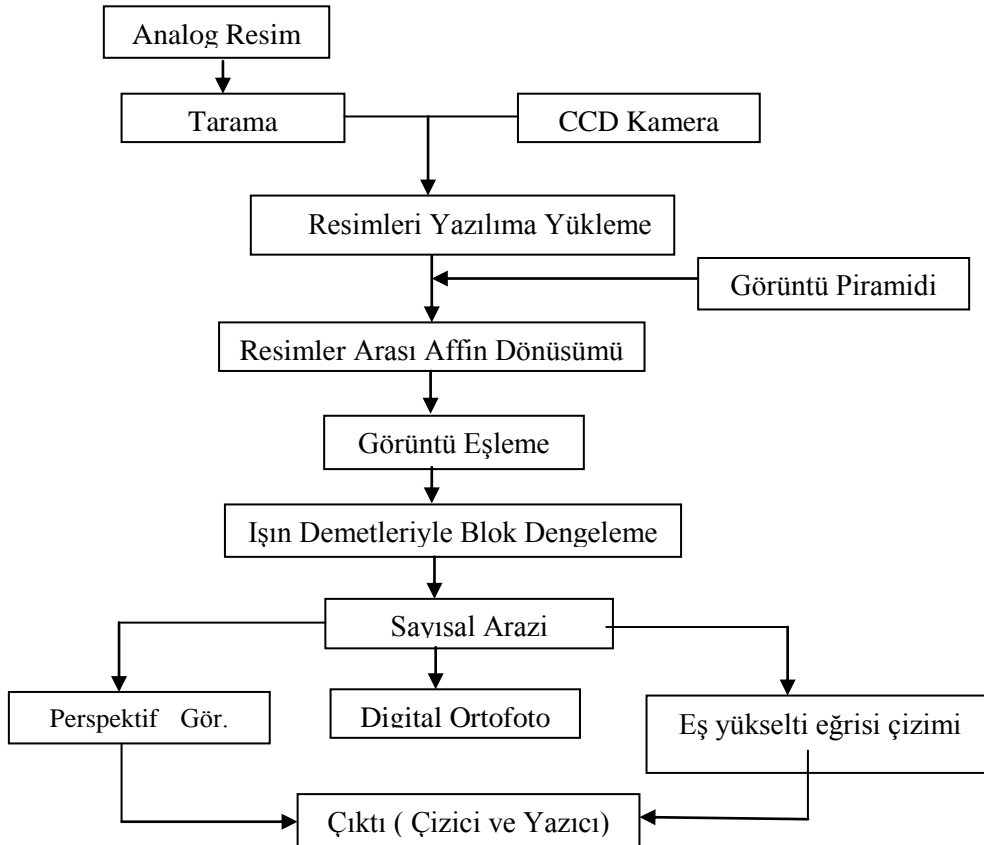 Analog Resim
Tarama
CCD Kamera
Resimleri Yazılıma Yükleme
Görüntü Piramidi
Resimler Arası Affin Dönüsümü
Görüntü Eşleme
Işın Demetleriyle Blok Dengeleme
Sayısal Arazi
Perspektif Gör.
Digital Ortofoto
Eş yükselti eğrisi çizimi
Çıktı ( Çizici ve Yazıcı)